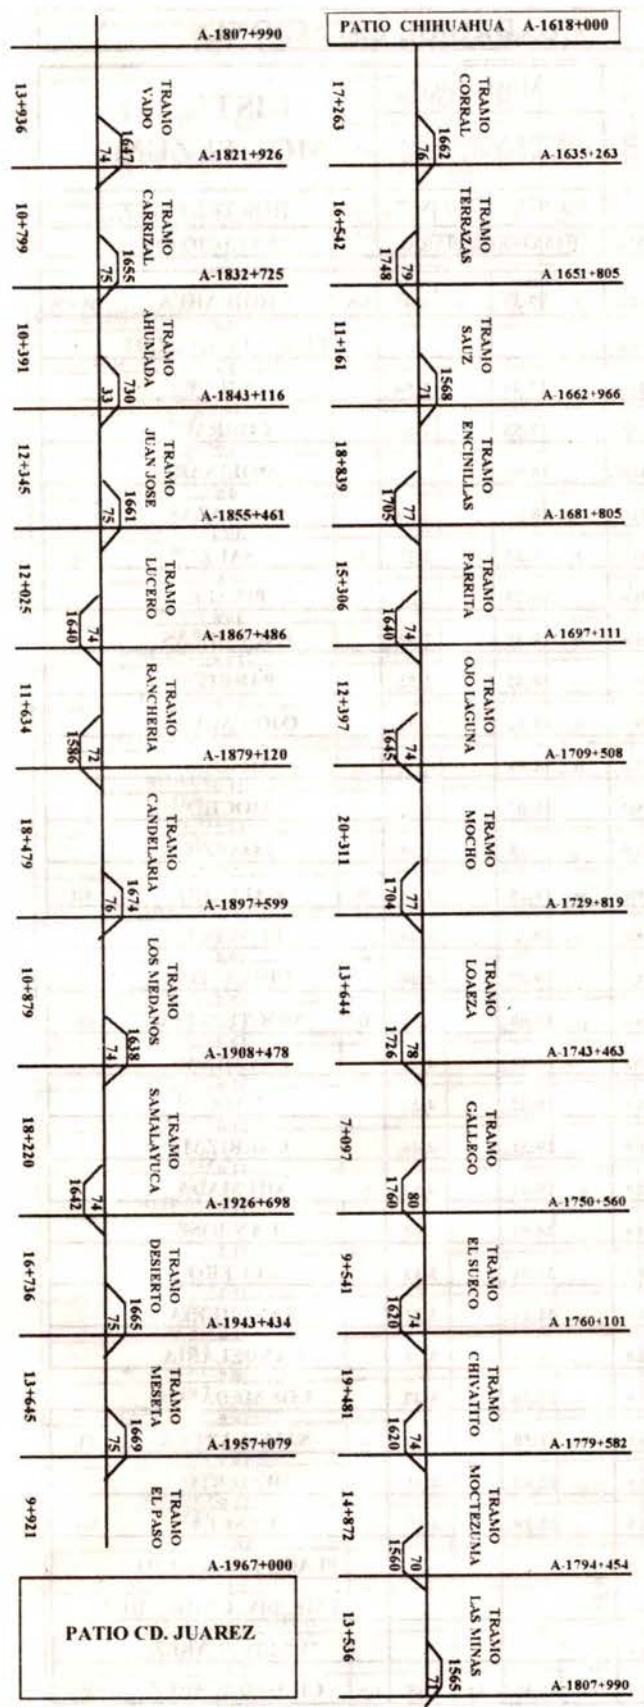 PATIO CHIHUAHUA A-1618+000
17+263
TRAMO
CORRAL
1662
76
A-1635+263
16+542
TRAMO
TERRAZAS
1748
79
A 1651+805
11+161
TRAMO
SAUZ
1568
71
A-1662+966
18+839
TRAMO
ENCINILLAS
1705
77
A-1681+805
15+306
TRAMO
PARRITA
1640
74
A-1697+111
12+397
TRAMO
OJO LAGUNA
1645
74
A-1709+508
20+311
TRAMO
MOCHO
1704
77
A-1729+819
13+644
TRAMO
LOAEZA
1726
78
A-1743+463
7+097
TRAMO
GALLEGO
1760
80
A-1750+560
9+541
TRAMO
EL SUECO
1620
74
A 1760+101
19+481
TRAMO
CHIVATITO
1620
74
A-1779+582
14+872
TRAMO
MOCTEZUMA
1560
70
A-1794+454
13+536
TRAMO
LAS MINAS
1565
71
A-1807+990
A-1807+990
13+936
TRAMO
VADO
1647
74
A-1821+926
10+799
TRAMO
CARRIZAL
1655
75
A-1832+725
10+391
TRAMO
AHUMADA
730
33
A-1843+116
12+345
TRAMO
JUAN JOSE
1661
75
A-1855+461
12+025
TRAMO
LUCERO
1640
74
A-1867+486
11+634
TRAMO
RANCHERIA
1586
72
A-1879+120
18+479
TRAMO
CANDELARIA
1674
76
A-1897+599
10+879
TRAMO
LOS MEDANOS
1638
74
A-1908+478
18+220
TRAMO
SAMALAYUCA
1642
74
A-1926+698
16+736
TRAMO
DESIERTO
1665
75
A-1943+434
13+645
TRAMO
MESETA
1669
75
A-1957+079
9+921
TRAMO
EL PASO
A-1967+000
PATIO CD. JUAREZ